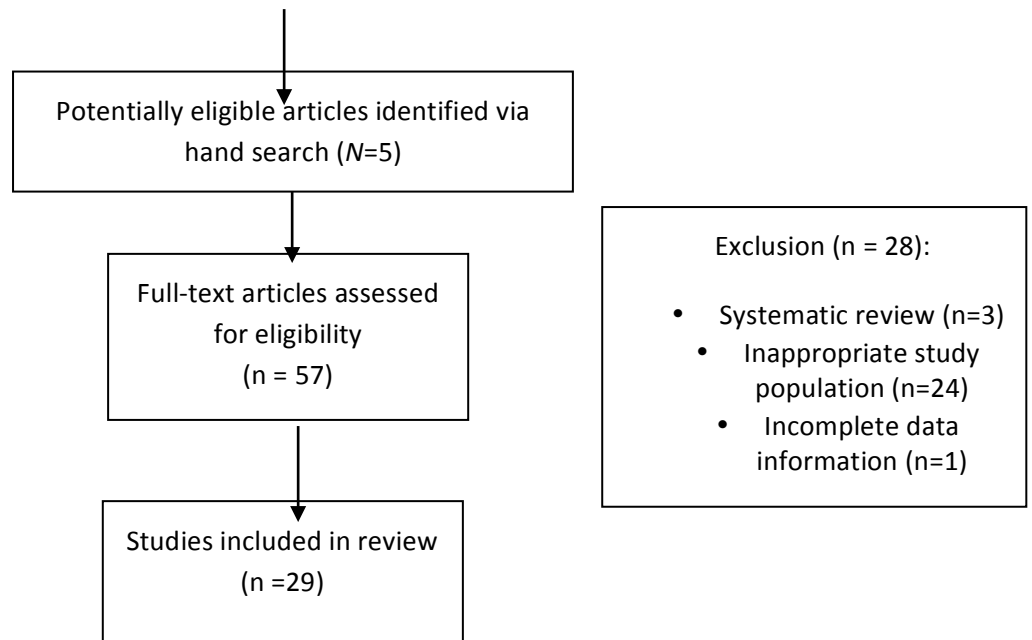 Potentially eligible articles identified via
hand search (N=5)
Full-text articles assessed
for eligibility
(n = 57)
Exclusion (n = 28):
• Systematic review (n=3)
• Inappropriate study
population (n=24)
• Incomplete data
information (n=1)
Studies included in review
(n =29)